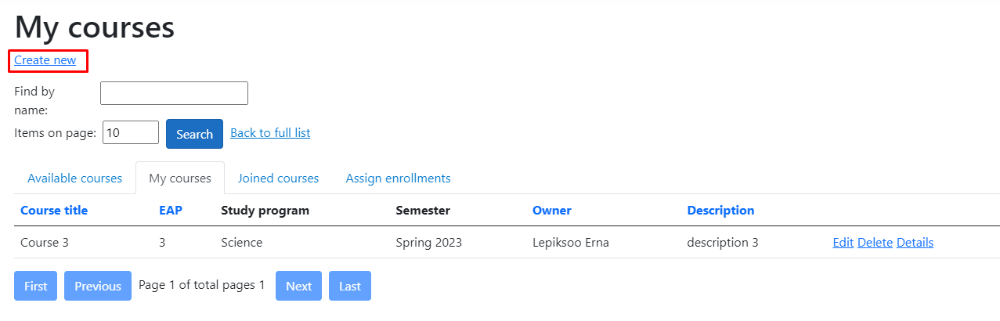 My courses
Create new
Find by
name:
Items on page: 10 Search Back to full list
Available courses My courses Joined courses Assign enrollments
Course title EAP Study program Semester Owner Description
Course 3 3 Science Spring 2023 Lepiksoo Erna description 3 Edit Delete Details
First Previous Page 1 of total pages 1 Next Last